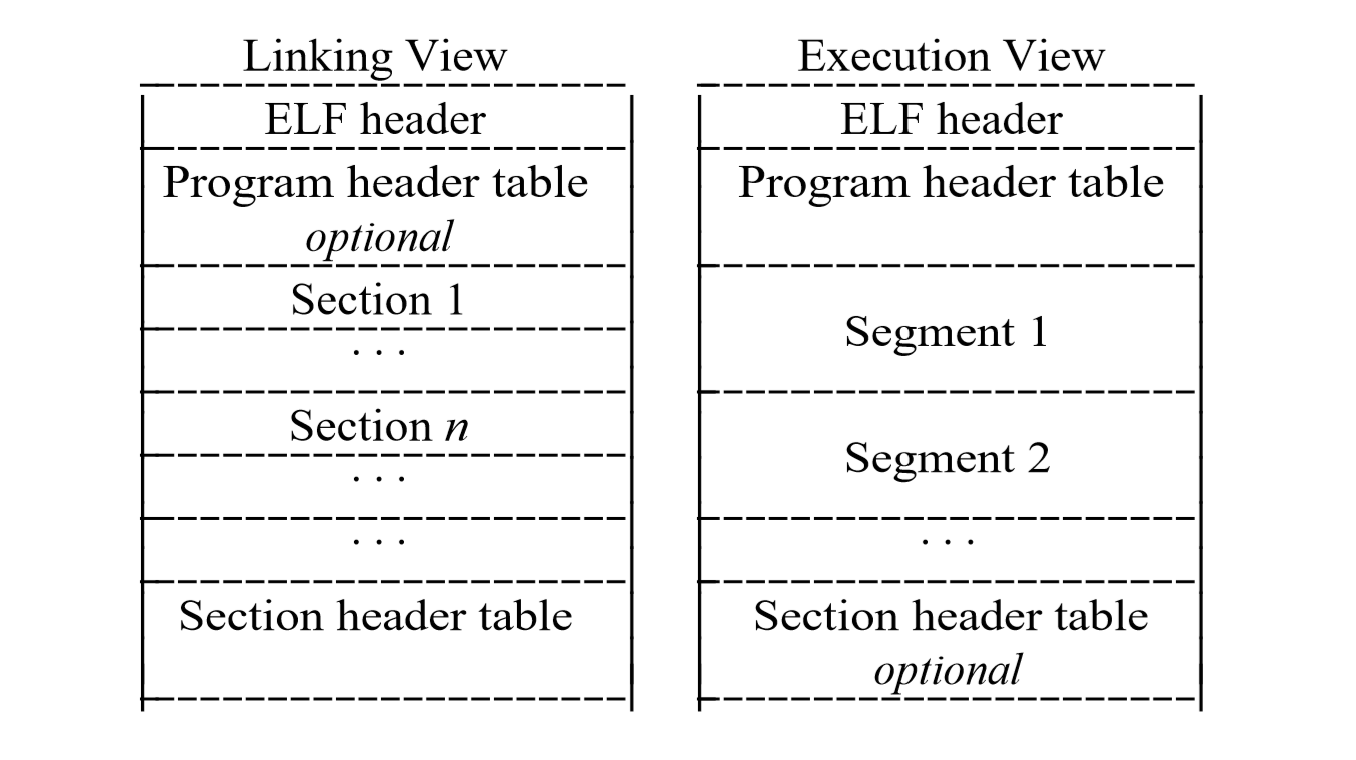 Linking View
ELF header
Program header table
optional
Section 1
. . .
Section n
. . .
. . .
Section header table
Execution View
ELF header
Program header table
Segment 1
Segment 2
. . .
Section header table
optional